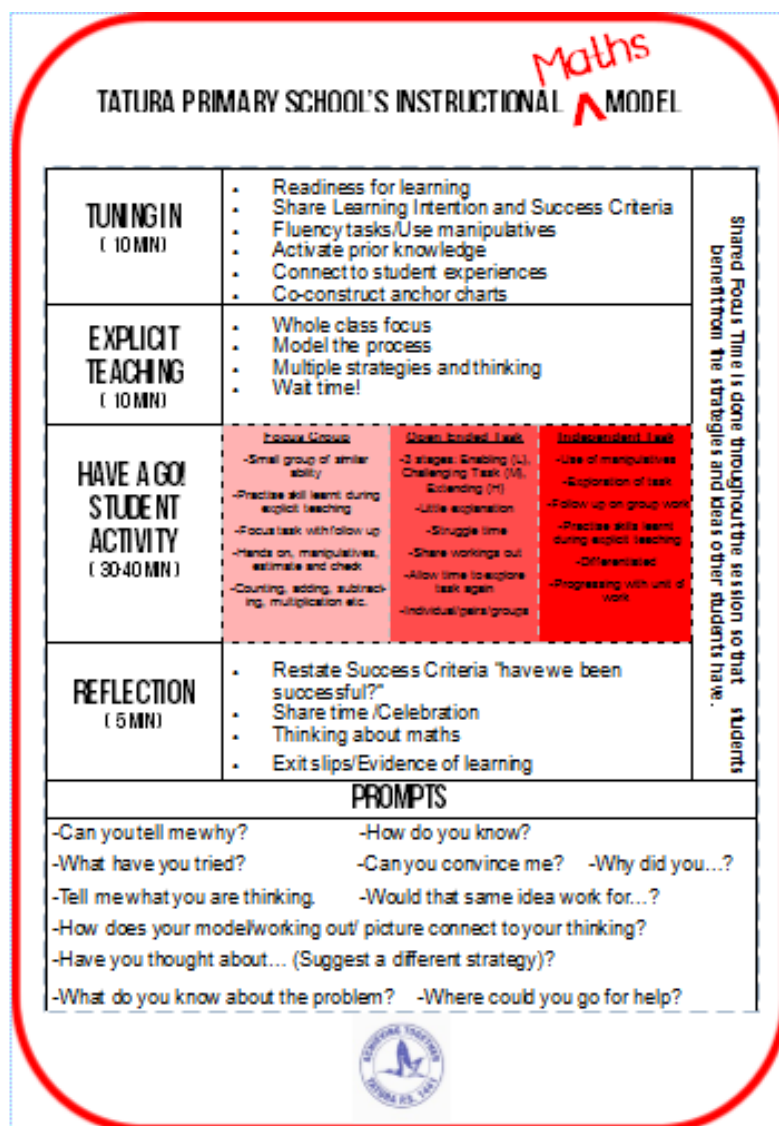 Maths
TATURA PRIMARY SCHOOL'S INSTRUCTIONAL ^ MODEL
TUNING IN
( 10 MIN)
• Readiness for learning
• Share Learning Intention and Success Criteria
• Fluency tasks/Use manipulatives
• Activate prior knowledge
• Connect to student experiences
• Co-construct anchor charts
EXPLICIT
TEACHING
( 10 MIN)
• Whole class focus
• Model the process
• Multiple strategies and thinking
• Wait time!
HAVE A GO!
STUDENT
ACTIVITY
( 30-40 MIN)
Focus Group
-Small group of similar
ability
-Practise skill learnt during
explicit teaching
-Focus task with follow up
-Hands on, manipulatives,
estimate and check
-Counting, adding, subtract-
ing, multiplication etc.
Open Ended Task
-3 stages: Enabling (L),
Challenging Task (M),
Extending (H)
-Little explanation
-Struggle time
-Share workings out
-Allow time to explore
task again
-Individual/pairs/groups
Independent Task
-Use of manipulatives
-Exploration of task
-Follow up on group work
-Practise skills learnt
during explicit teaching
-Differentiated
-Progressing with unit of
work
REFLECTION
( 5 MIN)
• Restate Success Criteria "have we been
successful?"
• Share time /Celebration
• Thinking about maths
• Exit slips/Evidence of learning
Shared Focus Time is done throughout the session so that students
benefit from the strategies and ideas other students have.
PROMPTS
-Can you tell me why? -How do you know?
-What have you tried? -Can you convince me? -Why did you...?
-Tell me what you are thinking. -Would that same idea work for...?
-How does your model/working out/ picture connect to your thinking?
-Have you thought about... (Suggest a different strategy)?
-What do you know about the problem? -Where could you go for help?
ACHIEVING TOGETHER
TATURA P.S. 1441